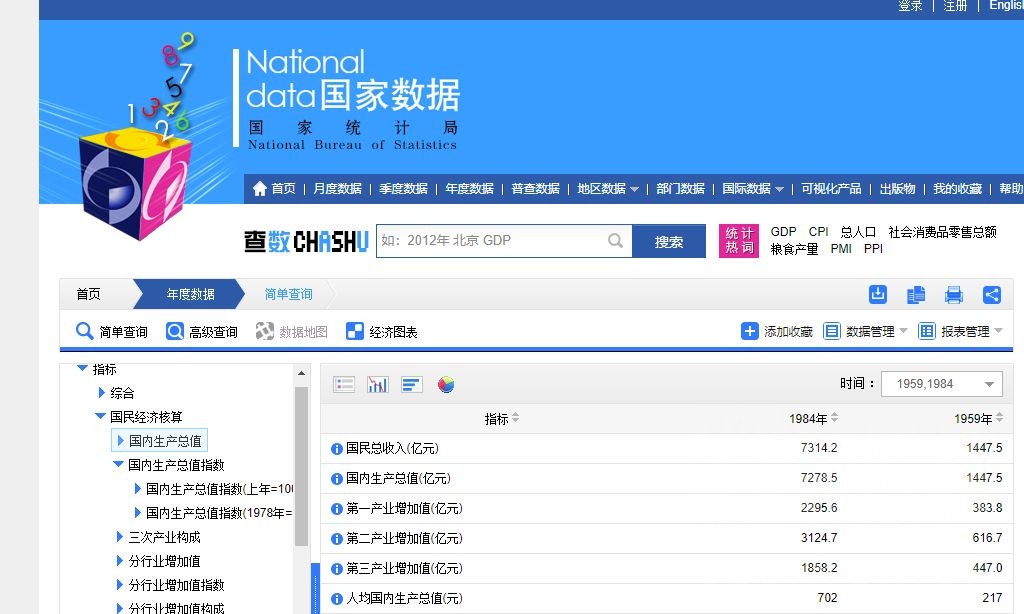 登录 | 注册 | English
National
data国家数据
国家统计局
National Bureau of Statistics
首页 | 月度数据 | 季度数据 | 年度数据 | 普查数据 | 地区数据 | 部门数据 | 国际数据 | 可视化产品 | 出版物 | 我的收藏 | 帮助
查数 CHASHU 如：2012年 北京 GDP 搜索 统计热词 GDP CPI 总人口 社会消费品零售总额
粮食产量 PMI PPI
首页 年度数据 简单查询
简单查询 高级查询 数据地图 经济图表 添加收藏 数据管理 报表管理
指标
综合
国民经济核算
国内生产总值
国内生产总值指数
国内生产总值指数(上年=100
国内生产总值指数(1978年=
三次产业构成
分行业增加值
分行业增加值指数
分行业增加值构成
时间： 1959,1984
指标 1984年 1959年
国民总收入(亿元) 7314.2 1447.5
国内生产总值(亿元) 7278.5 1447.5
第一产业增加值(亿元) 2295.6 383.8
第二产业增加值(亿元) 3124.7 616.7
第三产业增加值(亿元) 1858.2 447.0
人均国内生产总值(元) 702 217